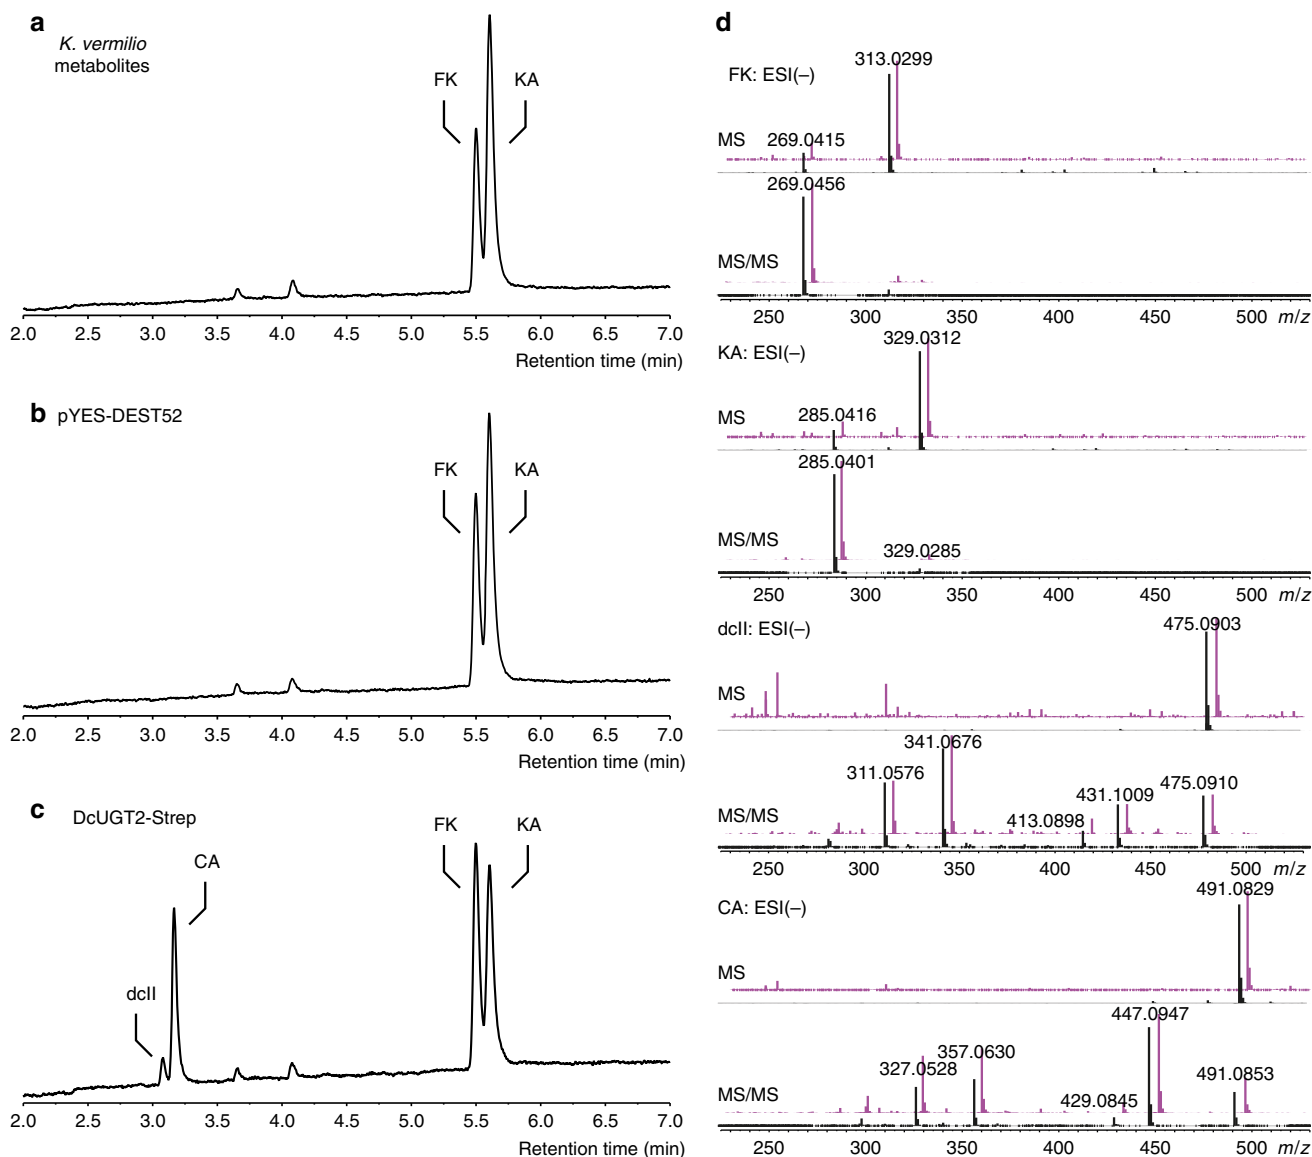 a
K. vermilio
metabolites
FK
KA
2.0 2.5 3.0 3.5 4.0 4.5 5.0 5.5 6.0 6.5 7.0
Retention time (min)
b pYES-DEST52
FK
KA
2.0 2.5 3.0 3.5 4.0 4.5 5.0 5.5 6.0 6.5 7.0
Retention time (min)
c
DcUGT2-Strep
CA
dcII
FK
KA
2.0 2.5 3.0 3.5 4.0 4.5 5.0 5.5 6.0 6.5 7.0
Retention time (min)
d
FK: ESI(–)
313.0299
MS 269.0415
269.0456
MS/MS
250 300 350 400 450 500 m/z
KA: ESI(–)
329.0312
MS
285.0416
285.0401
MS/MS
329.0285
250 300 350 400 450 500 m/z
dcII: ESI(–)
475.0903
MS
341.0676
311.0576
475.0910
431.1009
MS/MS
413.0898
250 300 350 400 450 500 m/z
CA: ESI(–)
491.0829
MS
447.0947
357.0630
327.0528
491.0853
MS/MS
429.0845
250 300 350 400 450 500 m/z